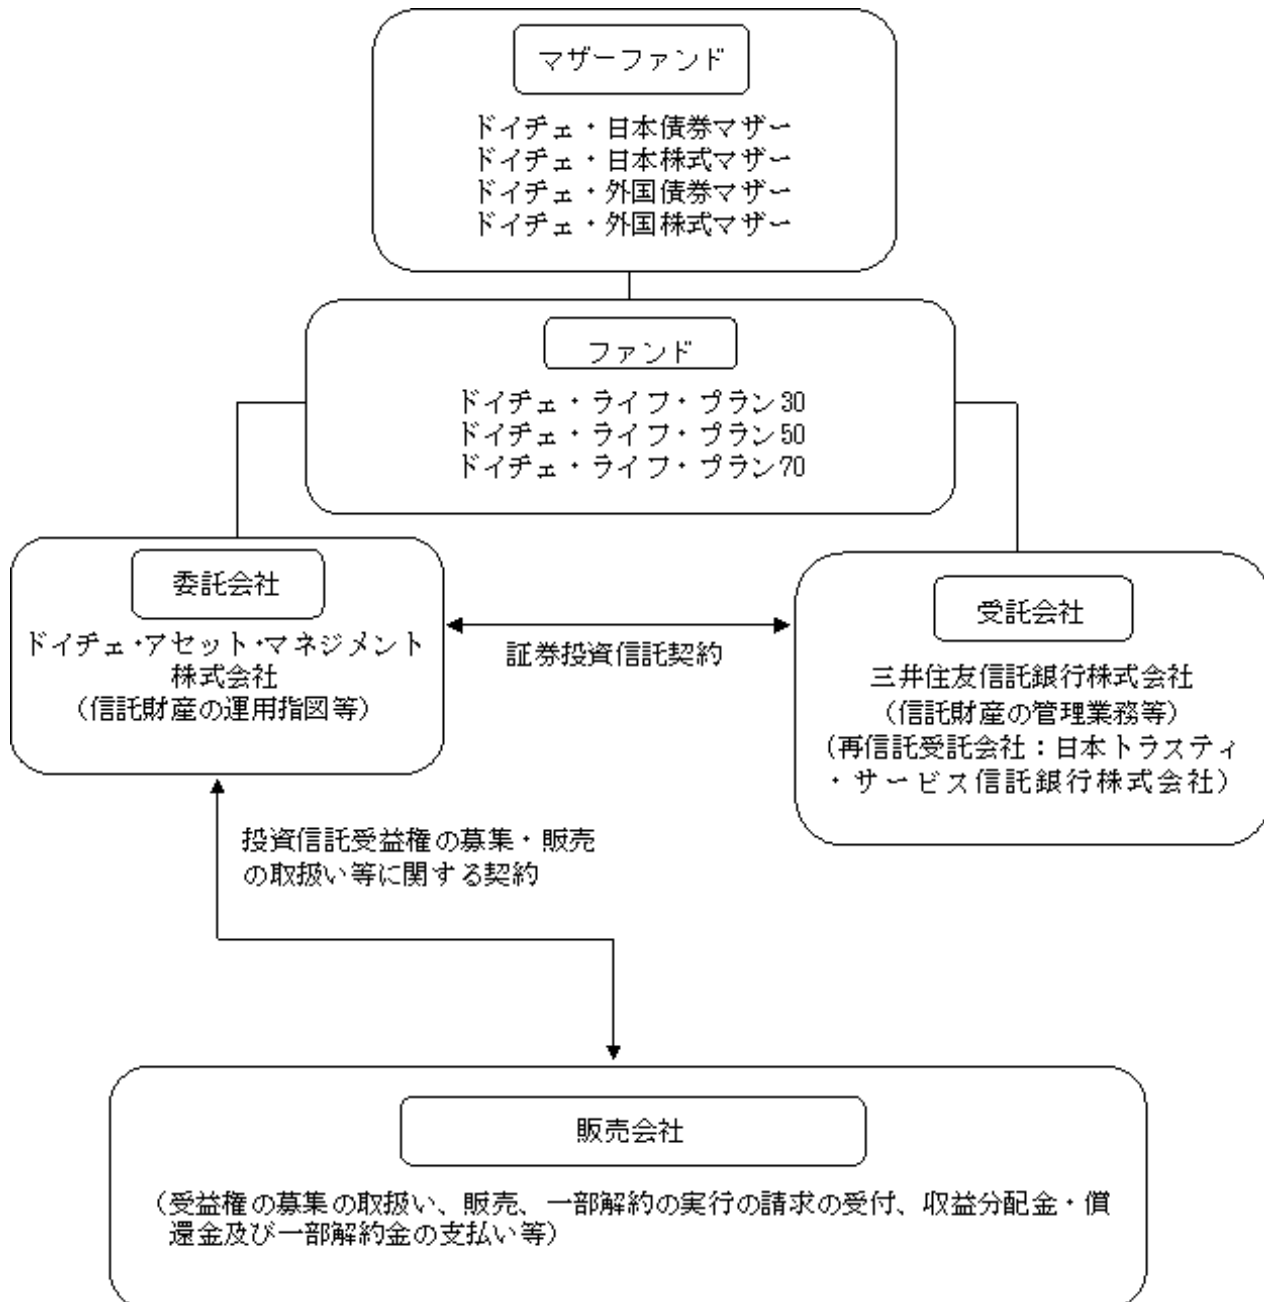 マザーファンド
ドイチェ・日本債券マザー
ドイチェ・日本株式マザー
ドイチェ・外国債券マザー
ドイチェ・外国株式マザー
ファンド
ドイチェ・ライフ・プラン30
ドイチェ・ライフ・プラン50
ドイチェ・ライフ・プラン70
委託会社
ドイチェ・アセット・マネジメント
株式会社
（信託財産の運用指図等）
証券投資信託契約
受託会社
三井住友信託銀行株式会社
（信託財産の管理業務等）
（再信託受託会社：日本トラスティ
・サービス信託銀行株式会社）
投資信託受益権の募集・販売
の取扱い等に関する契約
販売会社
（受益権の募集の取扱い、販売、一部解約の実行の請求の受付、収益分配金・償
還金及び一部解約金の支払い等）